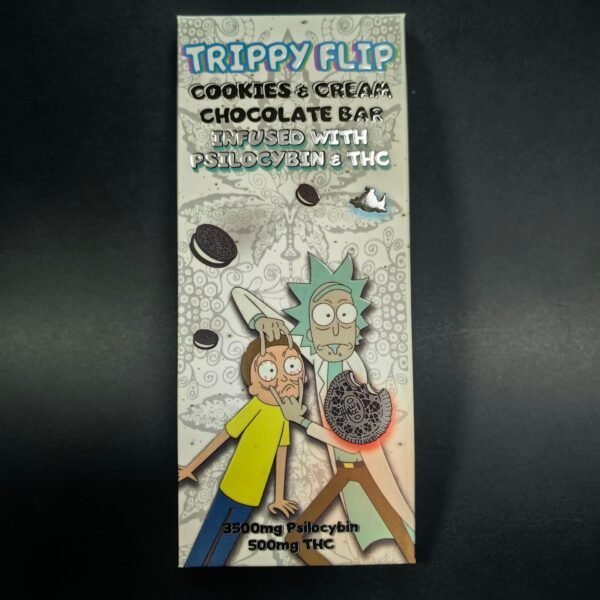 TRIPPY FLIP
COOKIES & CREAM
CHOCOLATE BAR
INFUSED WITH
PSILOCYBIN & THC
3500mg Psilocybin
500mg THC